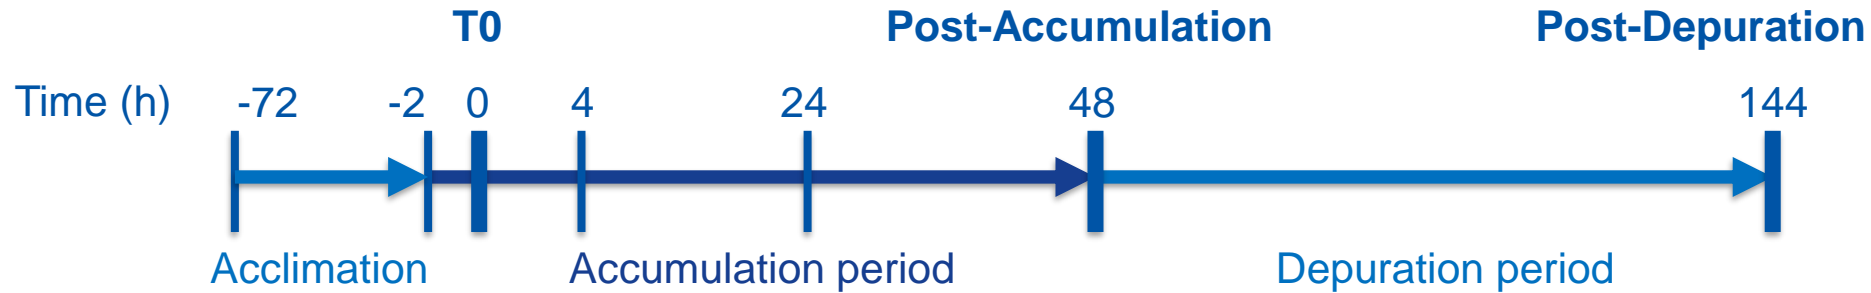 T0 Post-Accumulation Post-Depuration
Time (h) -72 -2 0 4 24 48 144
Acclimation Accumulation period Depuration period